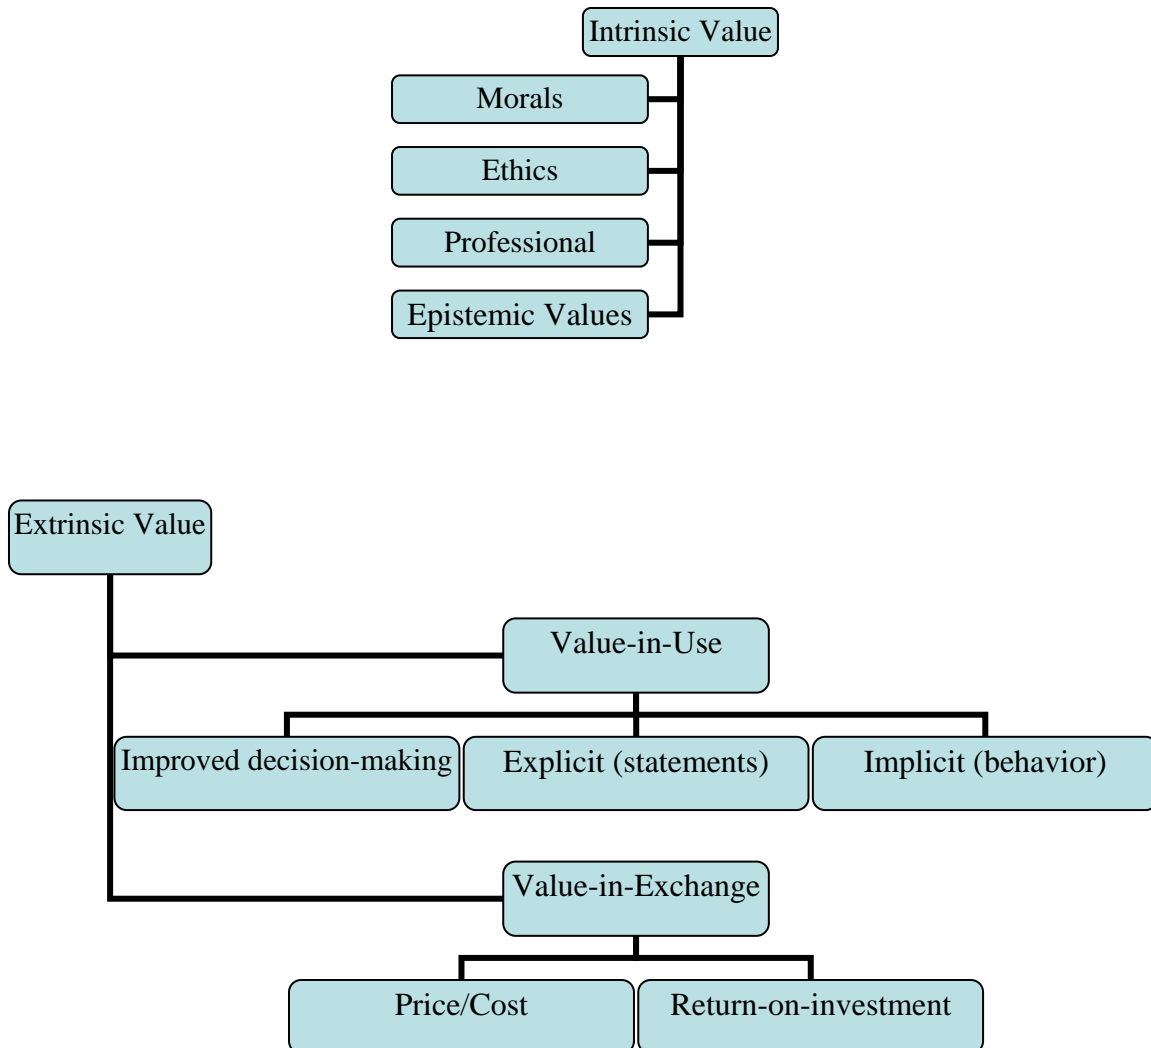 Intrinsic Value
Morals
Ethics
Professional
Epistemic Values
Extrinsic Value
Value-in-Use
Improved decision-making
Explicit (statements)
Implicit (behavior)
Value-in-Exchange
Price/Cost
Return-on-investment